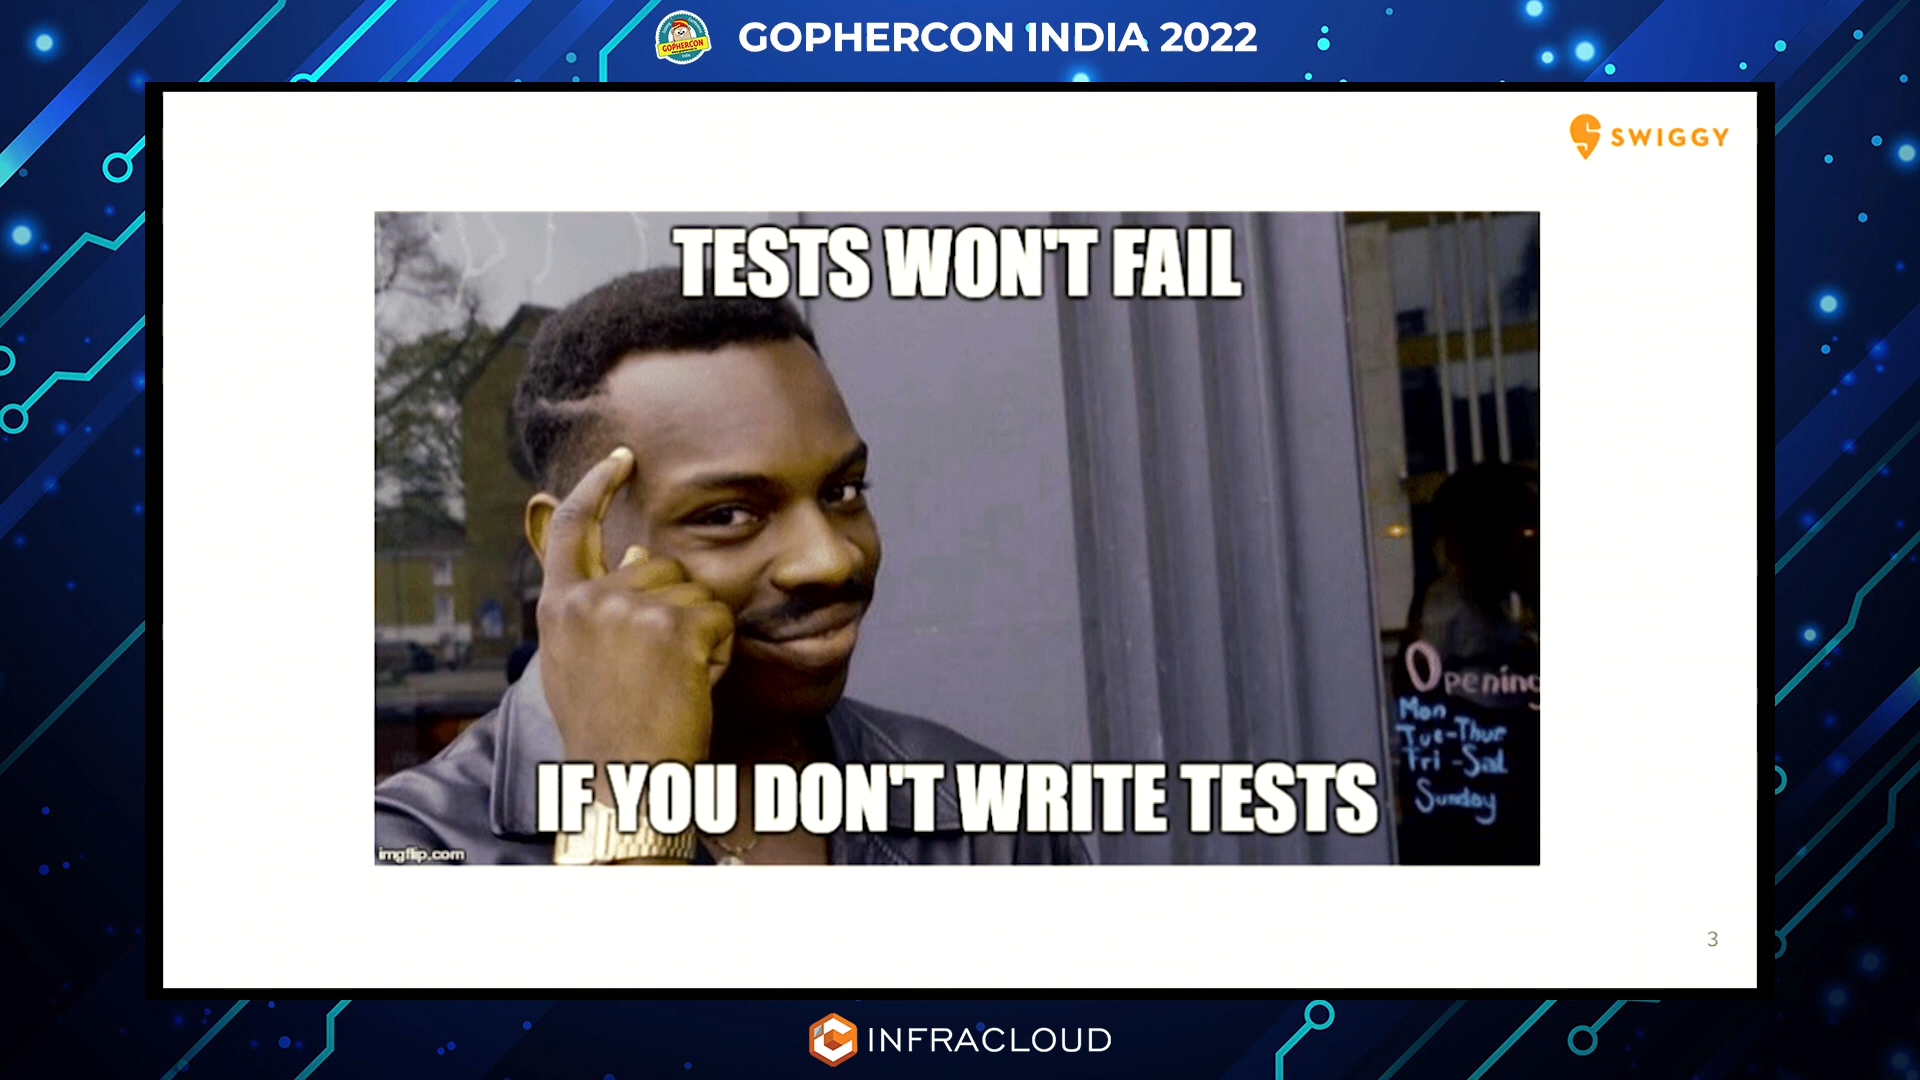 GOPHERCON
GOPHERCON INDIA 2022
SWIGGY
TESTS WON'T FAIL
Opening
Mon
Tue-Thur
Fri-Sat
Sunday
IF YOU DON'T WRITE TESTS
imgflip.com
3
INFRACLOUD